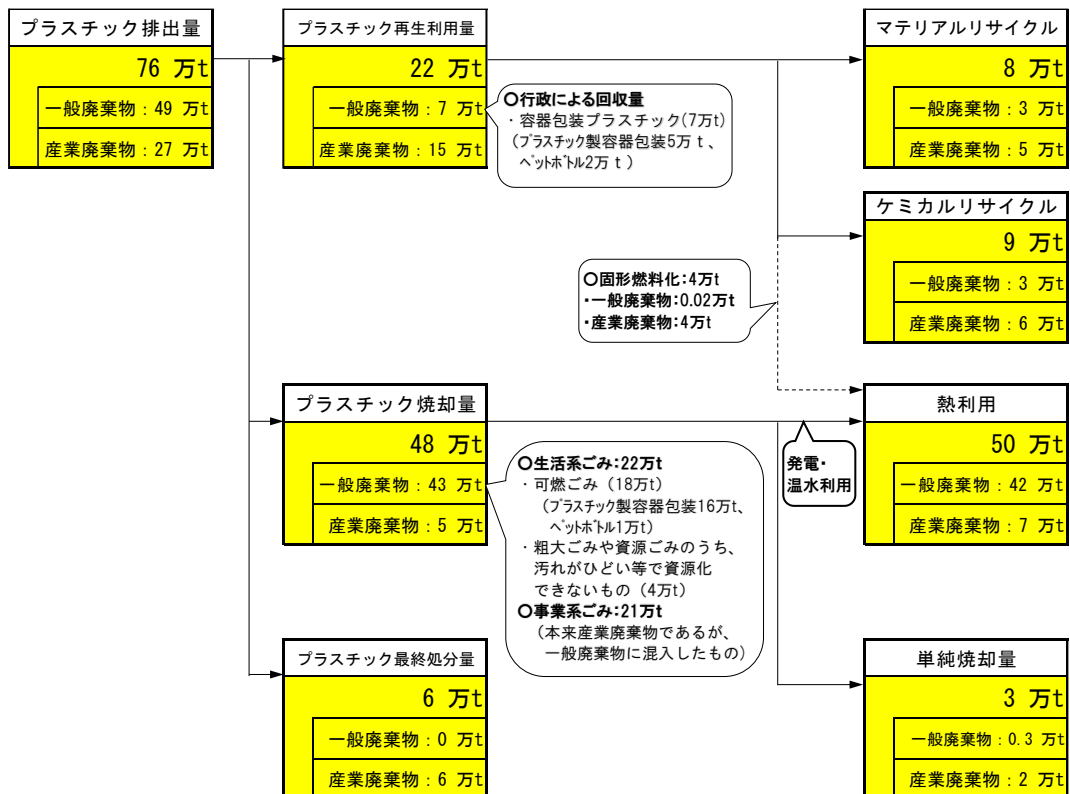 プラスチック排出量
76 万t
一般廃棄物：49 万t
産業廃棄物：27 万t
プラスチック再生利用量
22 万t
一般廃棄物：7 万t
産業廃棄物：15 万t
〇行政による回収量
・容器包装プラスチック(7万t)
(プラスチック製容器包装5万ｔ、
ペットボトル2万ｔ)
マテリアルリサイクル
8 万t
一般廃棄物：3 万t
産業廃棄物：5 万t
ケミカルリサイクル
9 万t
一般廃棄物：3 万t
産業廃棄物：6 万t
〇固形燃料化:4万t
・一般廃棄物:0.02万t
・産業廃棄物:4万t
プラスチック焼却量
48 万t
一般廃棄物：43 万t
産業廃棄物：5 万t
〇生活系ごみ:22万t
・可燃ごみ（18万t）
（プラスチック製容器包装16万t、
ペットボトル1万t）
・粗大ごみや資源ごみのうち、
汚れがひどい等で資源化
できないもの（4万t）
〇事業系ごみ:21万t
（本来産業廃棄物であるが、
一般廃棄物に混入したもの）
発電・
温水利用
熱利用
50 万t
一般廃棄物：42 万t
産業廃棄物：7 万t
プラスチック最終処分量
6 万t
一般廃棄物：0 万t
産業廃棄物：6 万t
単純焼却量
3 万t
一般廃棄物：0.3 万t
産業廃棄物：2 万t